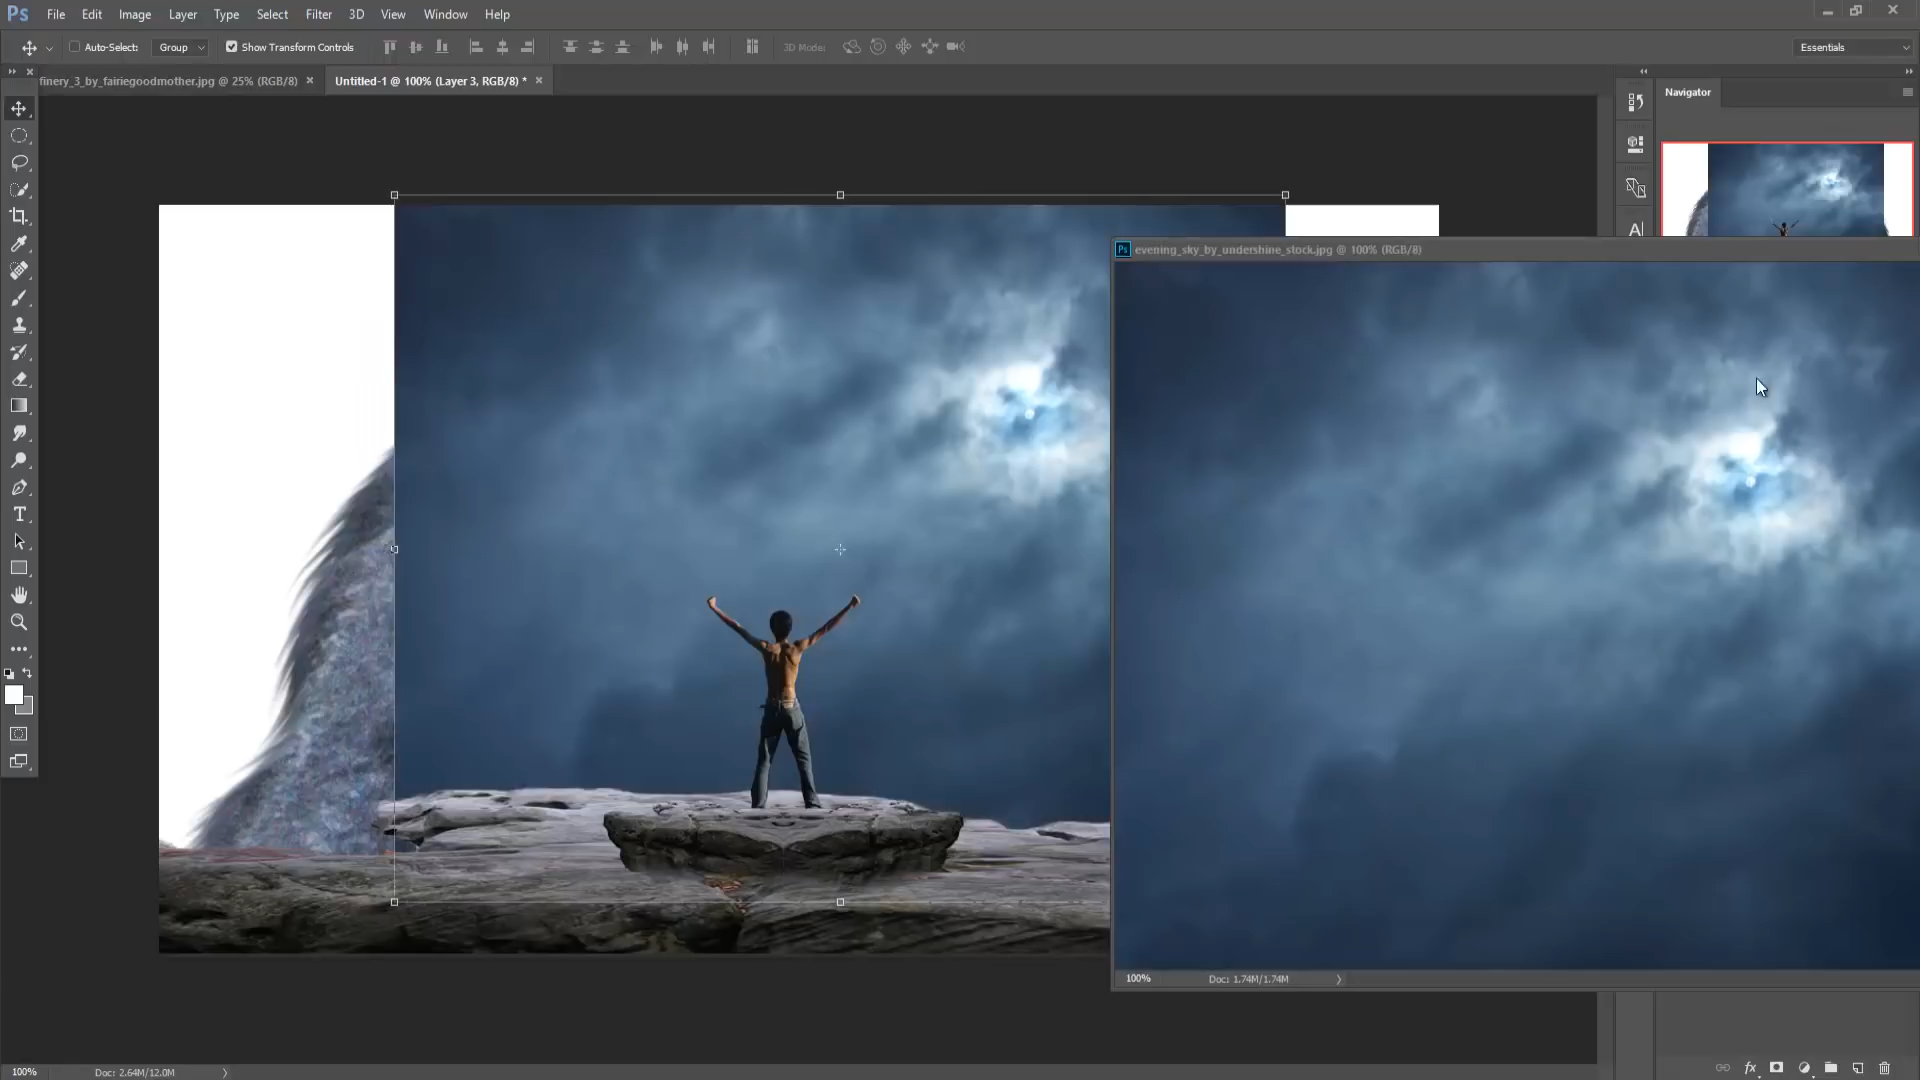 Ps File Edit Image Layer Type Select Filter 3D View Window Help
Auto-Select: Group Show Transform Controls 3D Mode: Essentials
finery_3_by_fairiegoodmother.jpg @ 25% (RGB/8) × Untitled-1 @ 100% (Layer 3, RGB/8) * ×
Navigator
Ps evening_sky_by_undershine_stock.jpg @ 100% (RGB/8)
100% Doc: 1.74M/1.74M
100% Doc: 2.64M/12.0M
fx